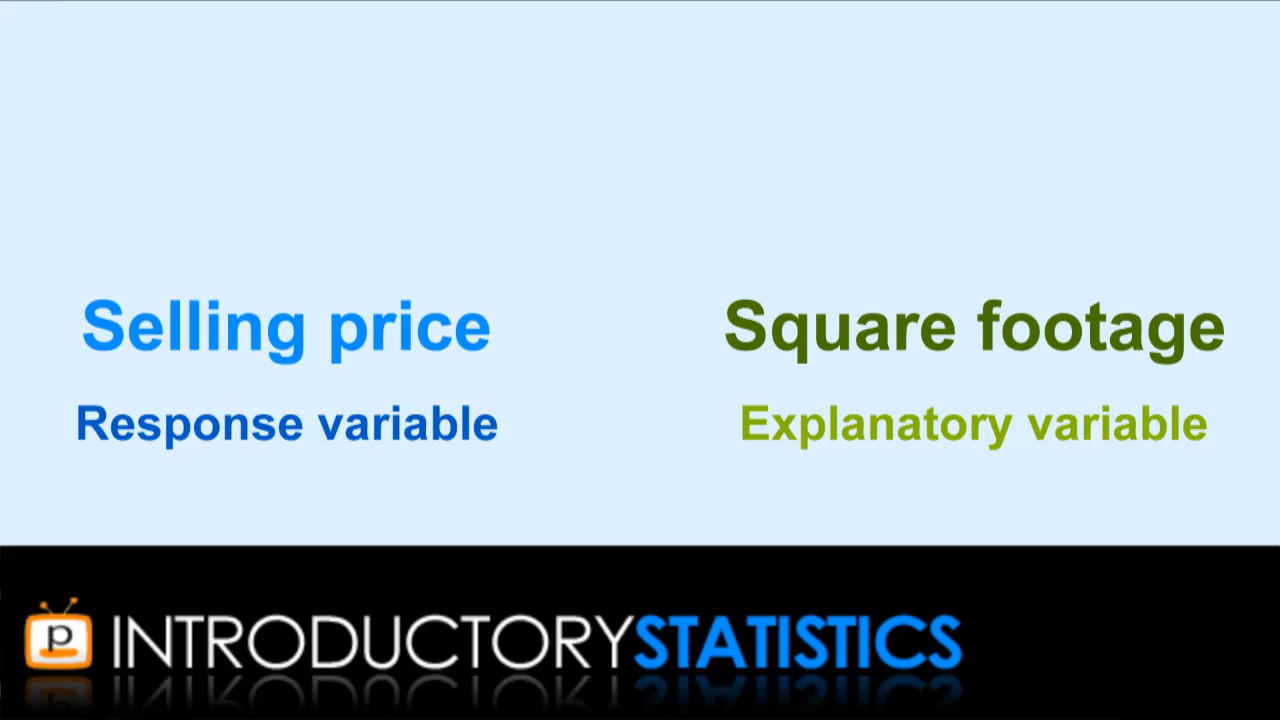 Selling price
Response variable
Square footage
Explanatory variable
p INTRODUCTORYSTATISTICS